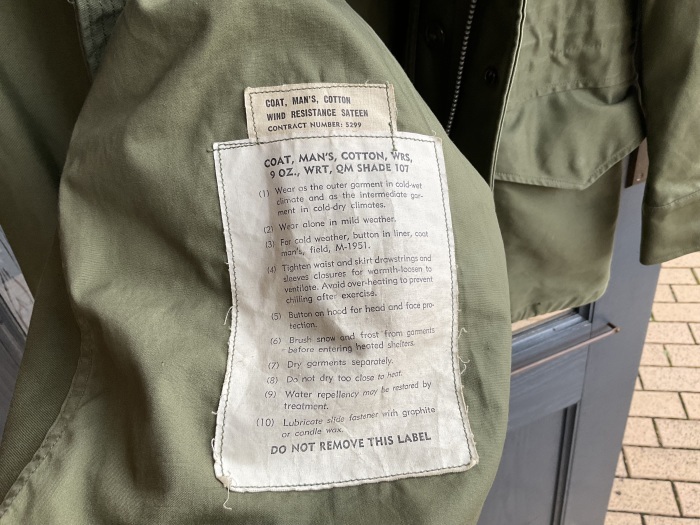 COAT, MAN'S, COTTON
WIND RESISTANCE SATEEN
CONTRACT NUMBER: 5299
COAT, MAN'S, COTTON, WRS,
9 OZ., WRT, QM SHADE 107
(1) Wear as the outer garment in cold-wet
climate and as the intermediate gar-
ment in cold-dry climates.
(2) Wear alone in mild weather.
(3) For cold weather, button in liner, coat
man's, field, M-1951.
(4) Tighten waist and skirt drawstrings and
sleeves closures for warmth-loosen to
ventilate. Avoid over-heating to prevent
chilling after exercise.
(5) Button on hood for head and face pro-
tection.
(6) Brush snow and frost from garments
before entering heated shelters.
(7) Dry garments separately.
(8) Do not dry too close to heat.
(9) Water repellency may be restored by
treatment.
(10) Lubricate slide fastener with graphite
or candle wax.
DO NOT REMOVE THIS LABEL